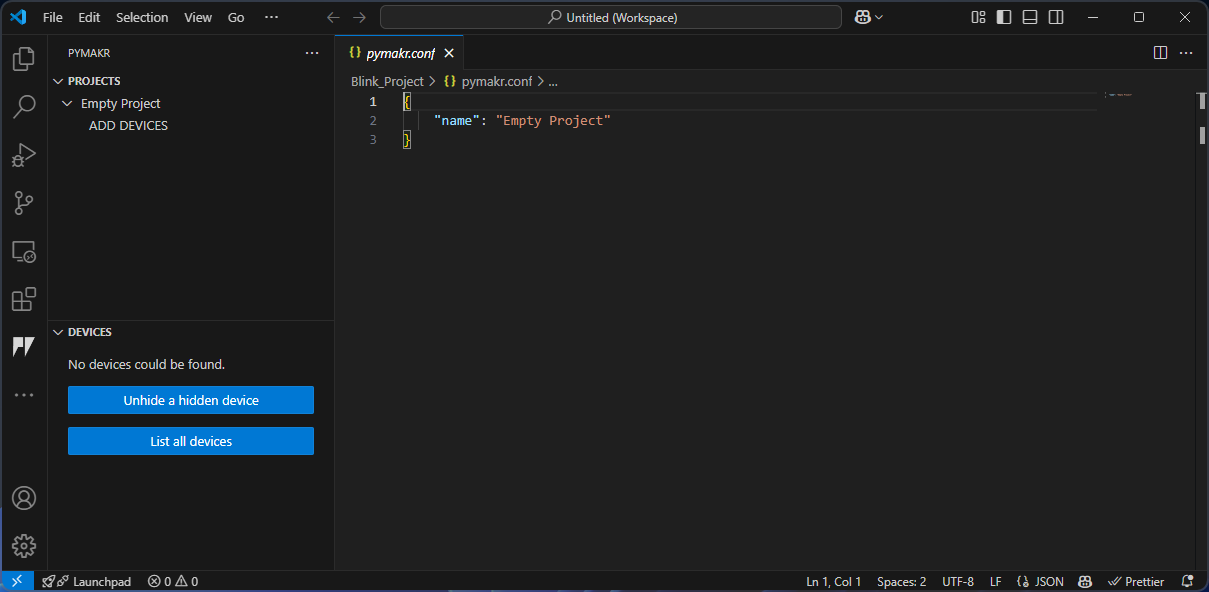 File Edit Selection View Go ··· Untitled (Workspace)
PYMAKR ···
PROJECTS
Empty Project
ADD DEVICES
DEVICES
No devices could be found.
Unhide a hidden device
List all devices
{} pymakr.conf ···
Blink_Project > {} pymakr.conf > ...
1 {
2 "name": "Empty Project"
3 }
Launchpad 0 0 Ln 1, Col 1 Spaces: 2 UTF-8 LF {} JSON Prettier